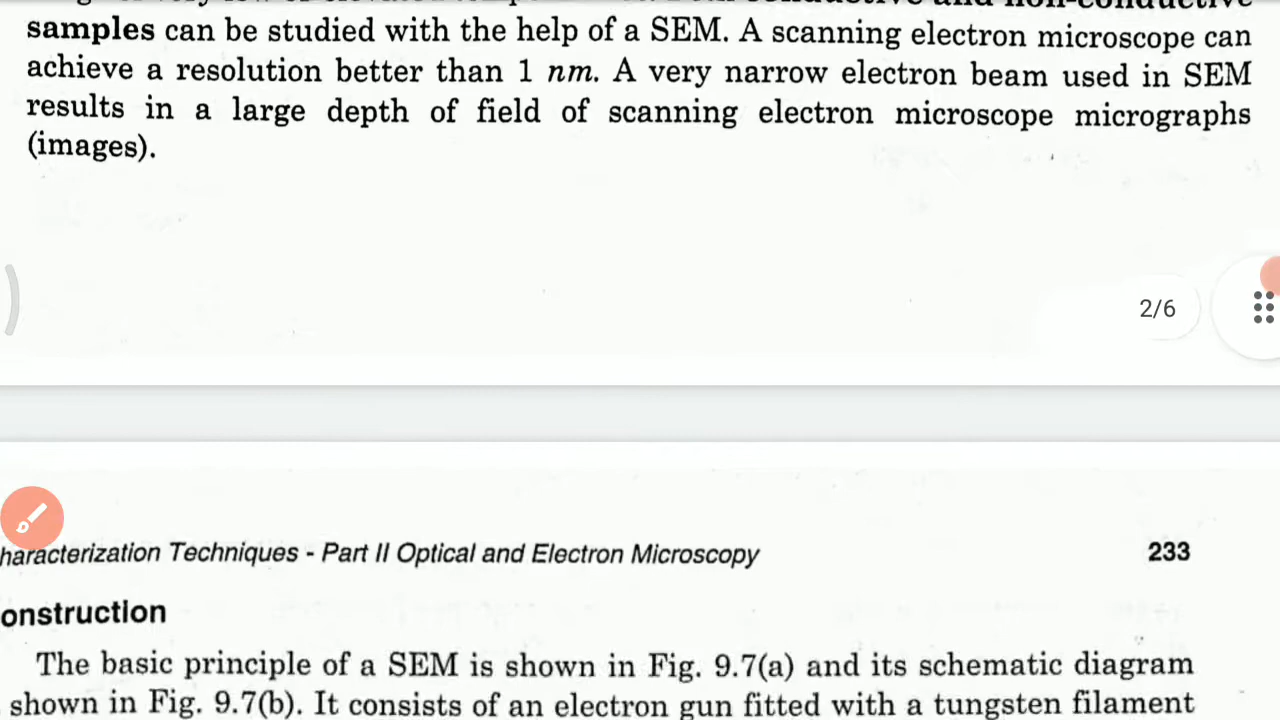 samples can be studied with the help of a SEM. A scanning electron microscope can
achieve a resolution better than 1 nm. A very narrow electron beam used in SEM
results in a large depth of field of scanning electron microscope micrographs
(images).
2/6
haracterization Techniques - Part II Optical and Electron Microscopy 233
onstruction
The basic principle of a SEM is shown in Fig. 9.7(a) and its schematic diagram
shown in Fig. 9.7(b). It consists of an electron gun fitted with a tungsten filament